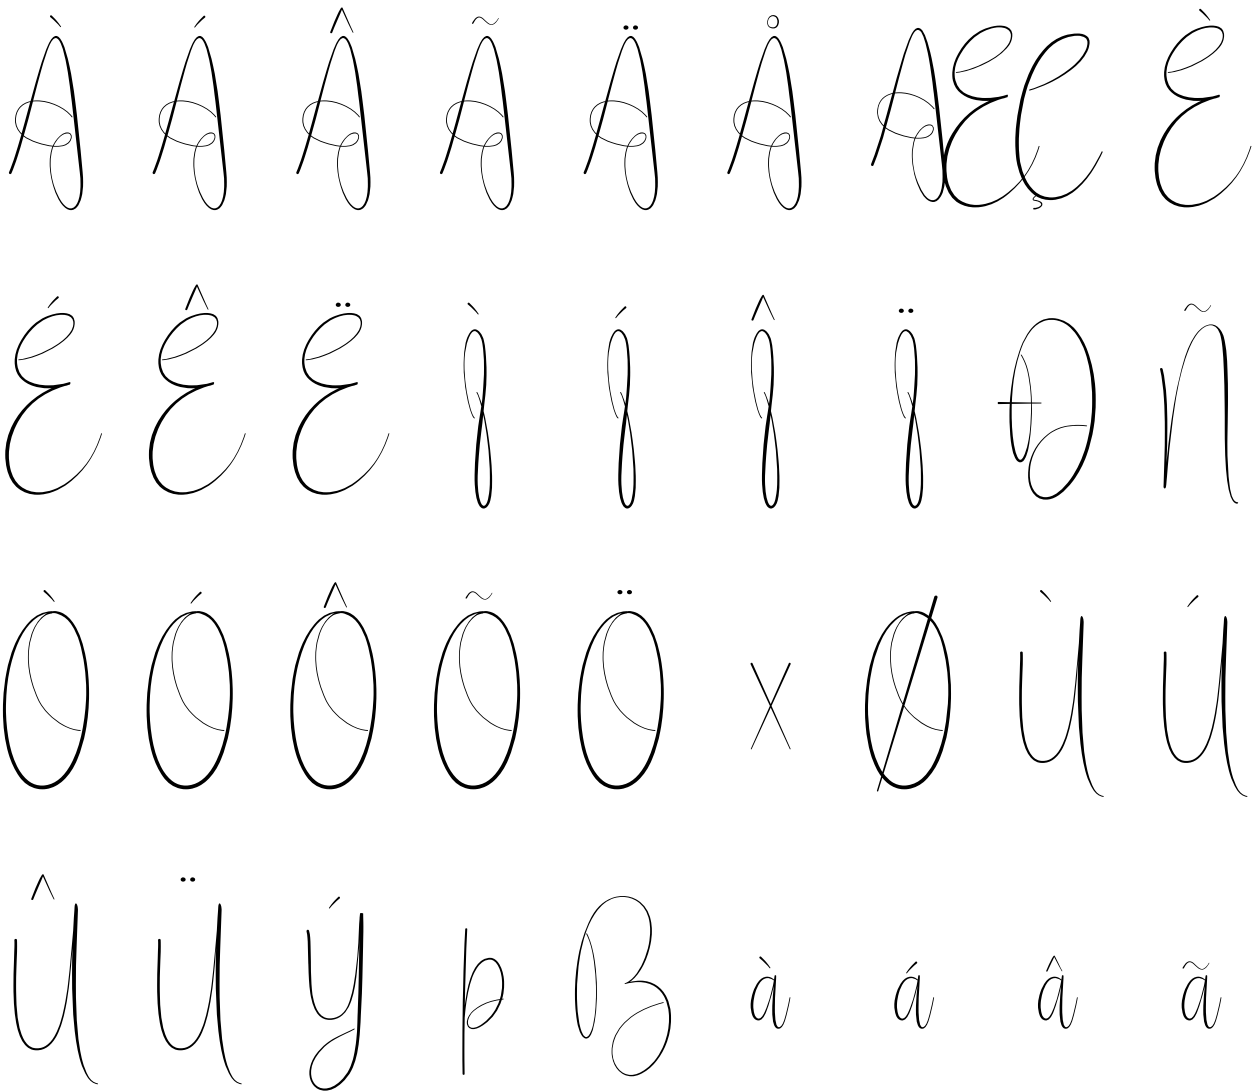 À Á Â Ã Ä Å Æ Ç È
É Ê Ë Ì Í Î Ï Ð Ñ
Ò Ó Ô Õ Ö × Ø Ù Ú
Û Ü Ý Þ ß à á â ã